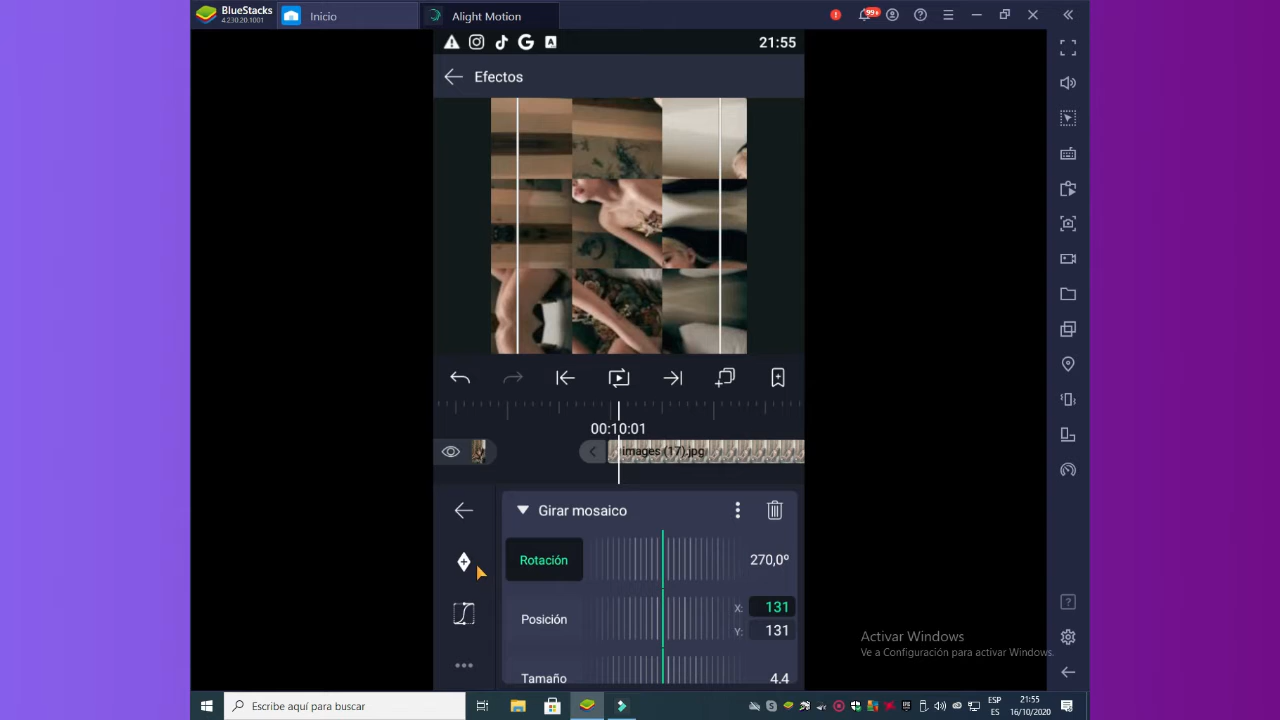 BlueStacks
4.230.20.1001
Inicio
Alight Motion
99+
21:55
Efectos
00:10:01
images (17).jpg
Girar mosaico
Rotación
270,0º
Posición
X: 131
Y: 131
Tamaño
4.4
Activar Windows
Ve a Configuración para activar Windows.
Escribe aquí para buscar
ESP
ES
21:55
16/10/2020